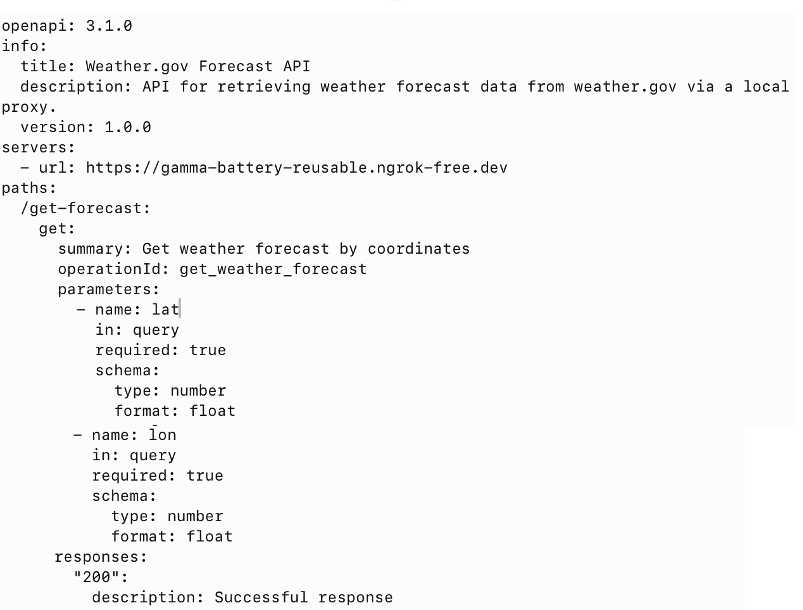 openapi: 3.1.0
info:
  title: Weather.gov Forecast API
  description: API for retrieving weather forecast data from weather.gov via a local
proxy.
  version: 1.0.0
servers:
  - url: https://gamma-battery-reusable.ngrok-free.dev
paths:
  /get-forecast:
    get:
      summary: Get weather forecast by coordinates
      operationId: get_weather_forecast
      parameters:
        - name: lat
          in: query
          required: true
          schema:
            type: number
            format: float
        - name: lon
          in: query
          required: true
          schema:
            type: number
            format: float
      responses:
        "200":
          description: Successful response